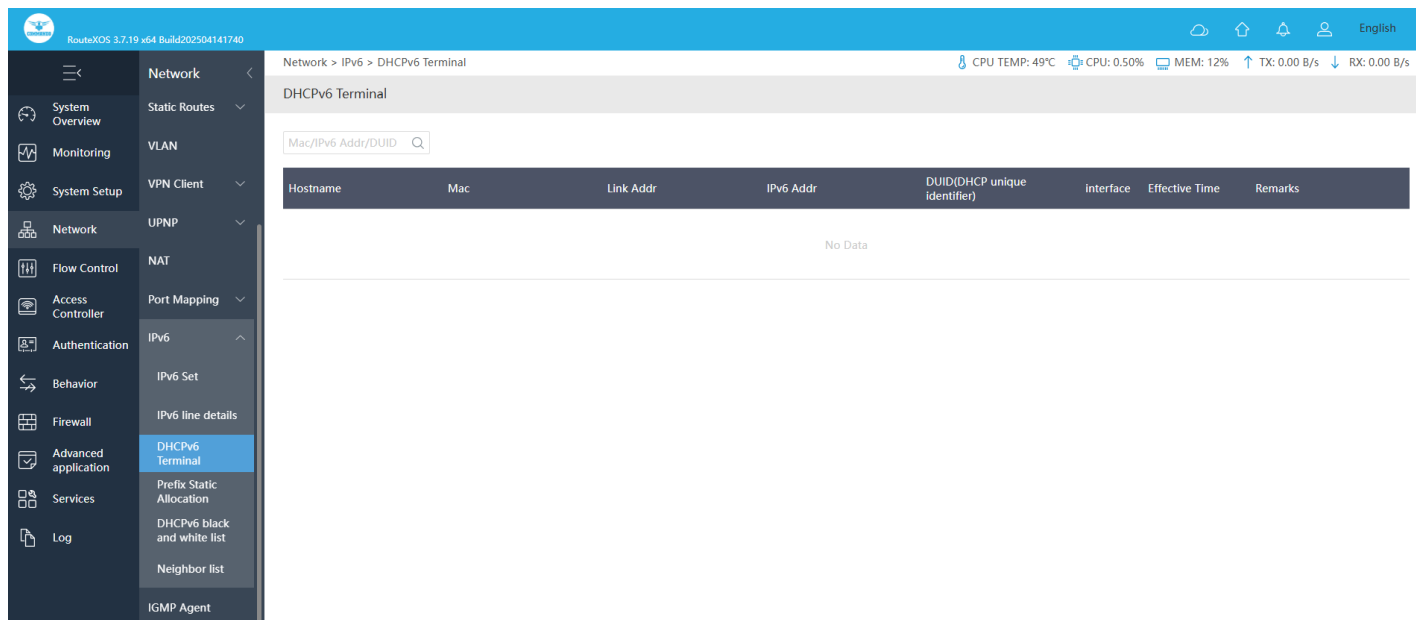 RouteXOS 3.7.19 x64 Build202504141740
English
Network
Network > IPv6 > DHCPv6 Terminal
CPU TEMP: 49℃
CPU: 0.50%
MEM: 12%
TX: 0.00 B/s
RX: 0.00 B/s
System
Overview
Monitoring
System Setup
Network
Flow Control
Access
Controller
Authentication
Behavior
Firewall
Advanced
application
Services
Log
Static Routes
VLAN
VPN Client
UPNP
NAT
Port Mapping
IPv6
IPv6 Set
IPv6 line details
DHCPv6
Terminal
Prefix Static
Allocation
DHCPv6 black
and white list
Neighbor list
IGMP Agent
DHCPv6 Terminal
Mac/IPv6 Addr/DUID
Hostname
Mac
Link Addr
IPv6 Addr
DUID(DHCP unique
identifier)
interface
Effective Time
Remarks
No Data